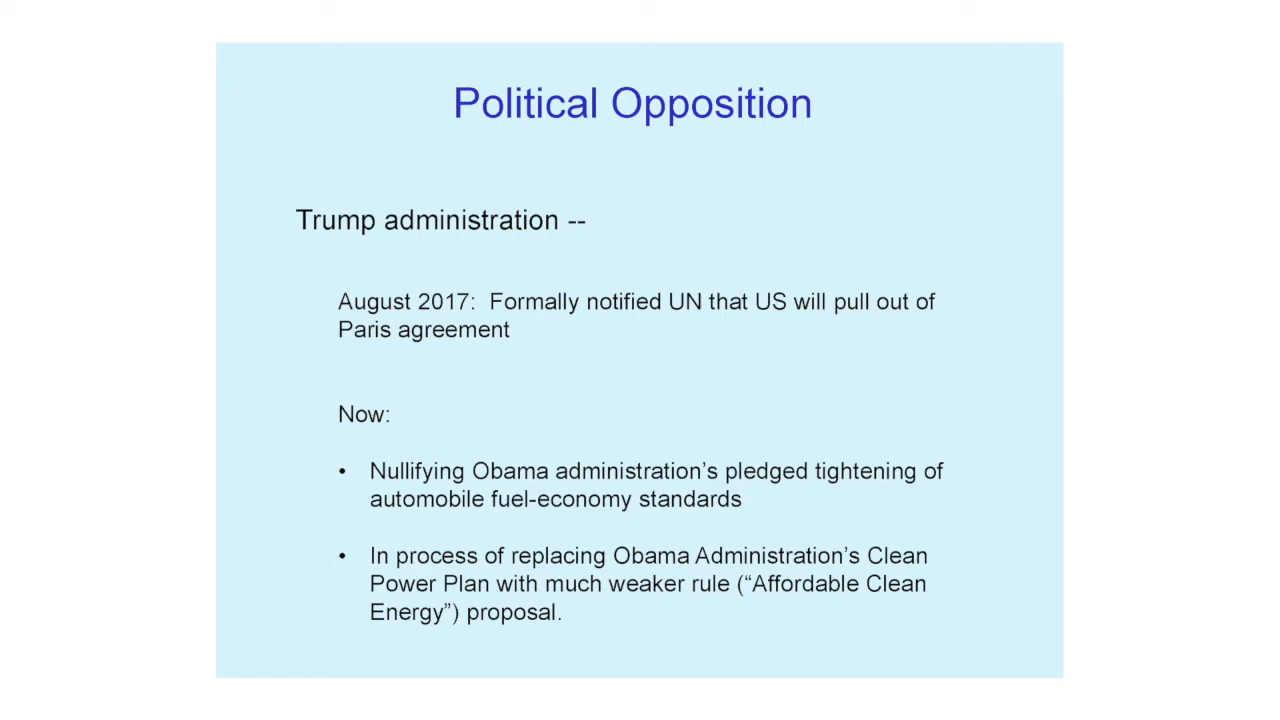 Political Opposition
Trump administration --
August 2017:  Formally notified UN that US will pull out of
Paris agreement
Now:
• Nullifying Obama administration’s pledged tightening of
automobile fuel-economy standards
• In process of replacing Obama Administration’s Clean
Power Plan with much weaker rule (“Affordable Clean
Energy”) proposal.